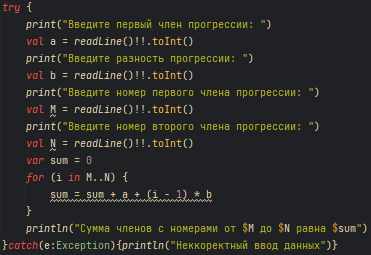 try {
print("Введите первый член прогрессии: ")
val a = readLine()!!.toInt()
print("Введите разность прогрессии: ")
val b = readLine()!!.toInt()
print("Введите номер первого члена прогрессии: ")
val M = readLine()!!.toInt()
print("Введите номер второго члена прогрессии: ")
val N = readLine()!!.toInt()
var sum = 0
for (i in M..N) {
sum = sum + a + (i - 1) * b
}
println("Сумма членов с номерами от $M до $N равна $sum")
}catch(e:Exception){println("Неккоректный ввод данных")}